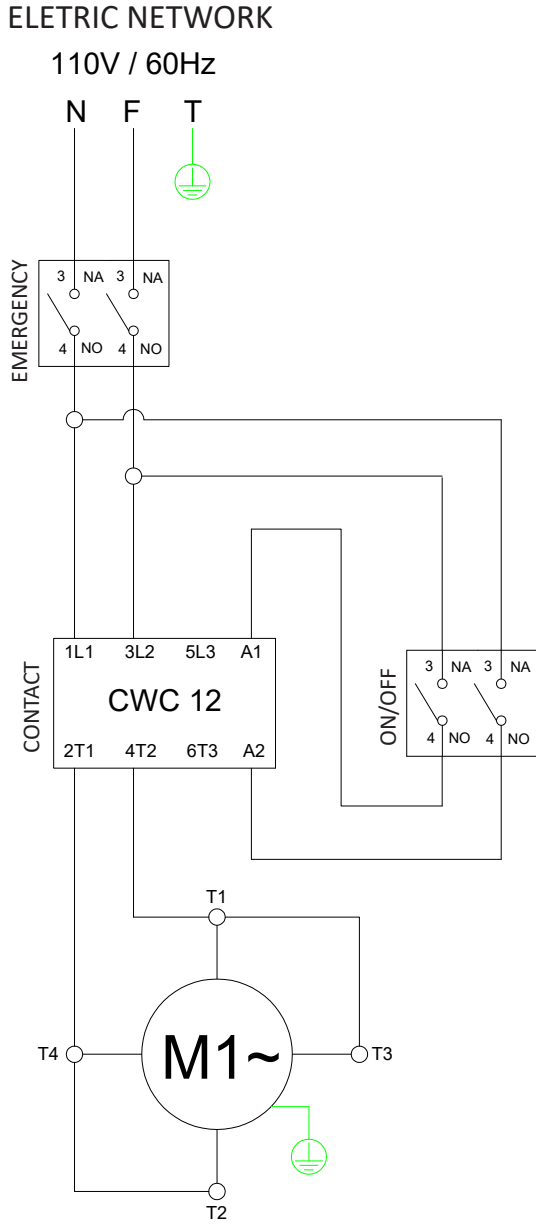 ELETRIC NETWORK
110V / 60Hz
N F T
EMERGENCY
3 NA 3 NA
4 NO 4 NO
CONTACT
1L1 3L2 5L3 A1
CWC 12
2T1 4T2 6T3 A2
ON/OFF
3 NA 3 NA
4 NO 4 NO
T1
T4 M1~ T3
T2